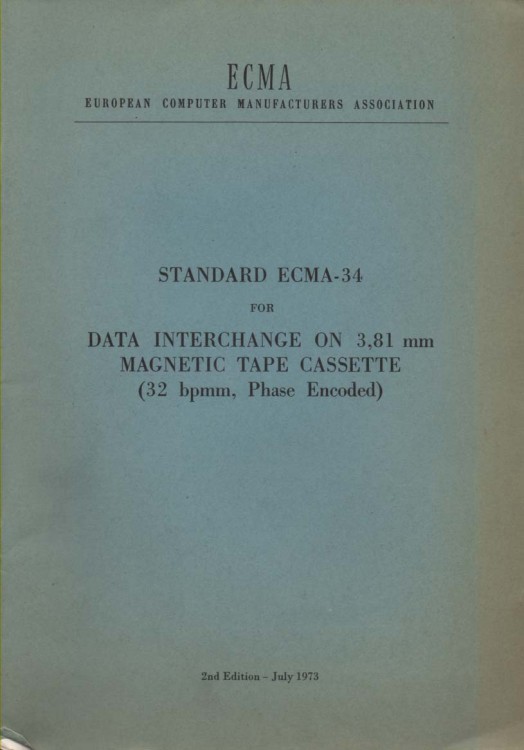 ECMA
EUROPEAN COMPUTER MANUFACTURERS ASSOCIATION
STANDARD ECMA-34
FOR
DATA INTERCHANGE ON 3,81 mm
MAGNETIC TAPE CASSETTE
(32 bpmm, Phase Encoded)
2nd Edition – July 1973